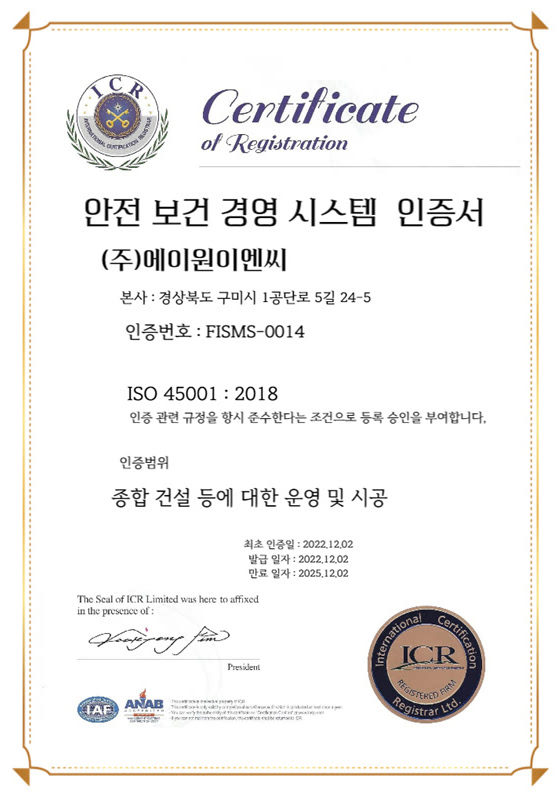 ICR
INTERNATIONAL CERTIFICATION REGISTRAR
Certificate
of Registration
안전 보건 경영 시스템 인증서
(주)에이원이엔씨
본사 : 경상북도 구미시 1공단로 5길 24-5
인증번호 : FISMS-0014
ISO 45001 : 2018
인증 관련 규정을 항시 준수한다는 조건으로 등록 승인을 부여합니다.
인증범위
종합 건설 등에 대한 운영 및 시공
최초 인증일 : 2022.12.02
발급 일자 : 2022.12.02
만료 일자 : 2025.12.02
The Seal of ICR Limited was here to affixed
in the presence of :
President
IAF
ANAB
International Certification
ICR
REGISTERED FIRM
Registrar Ltd.